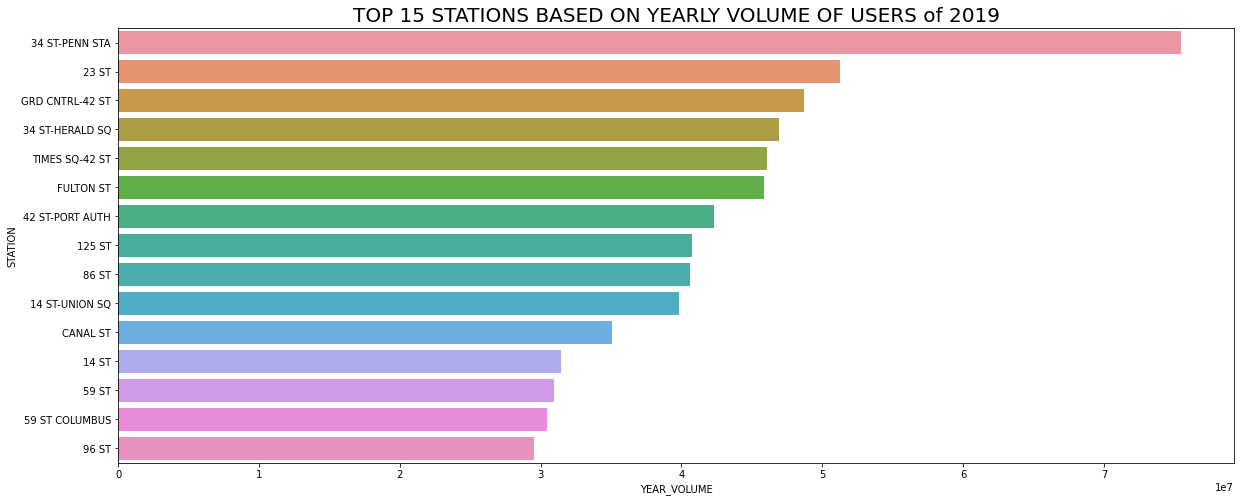 TOP 15 STATIONS BASED ON YEARLY VOLUME OF USERS of 2019
34 ST-PENN STA
23 ST
GRD CNTRL-42 ST
34 ST-HERALD SQ
TIMES SQ-42 ST
FULTON ST
42 ST-PORT AUTH
125 ST
86 ST
14 ST-UNION SQ
CANAL ST
14 ST
59 ST
59 ST COLUMBUS
96 ST
STATION
0 1 2 3 4 5 6 7
YEAR_VOLUME
1e7